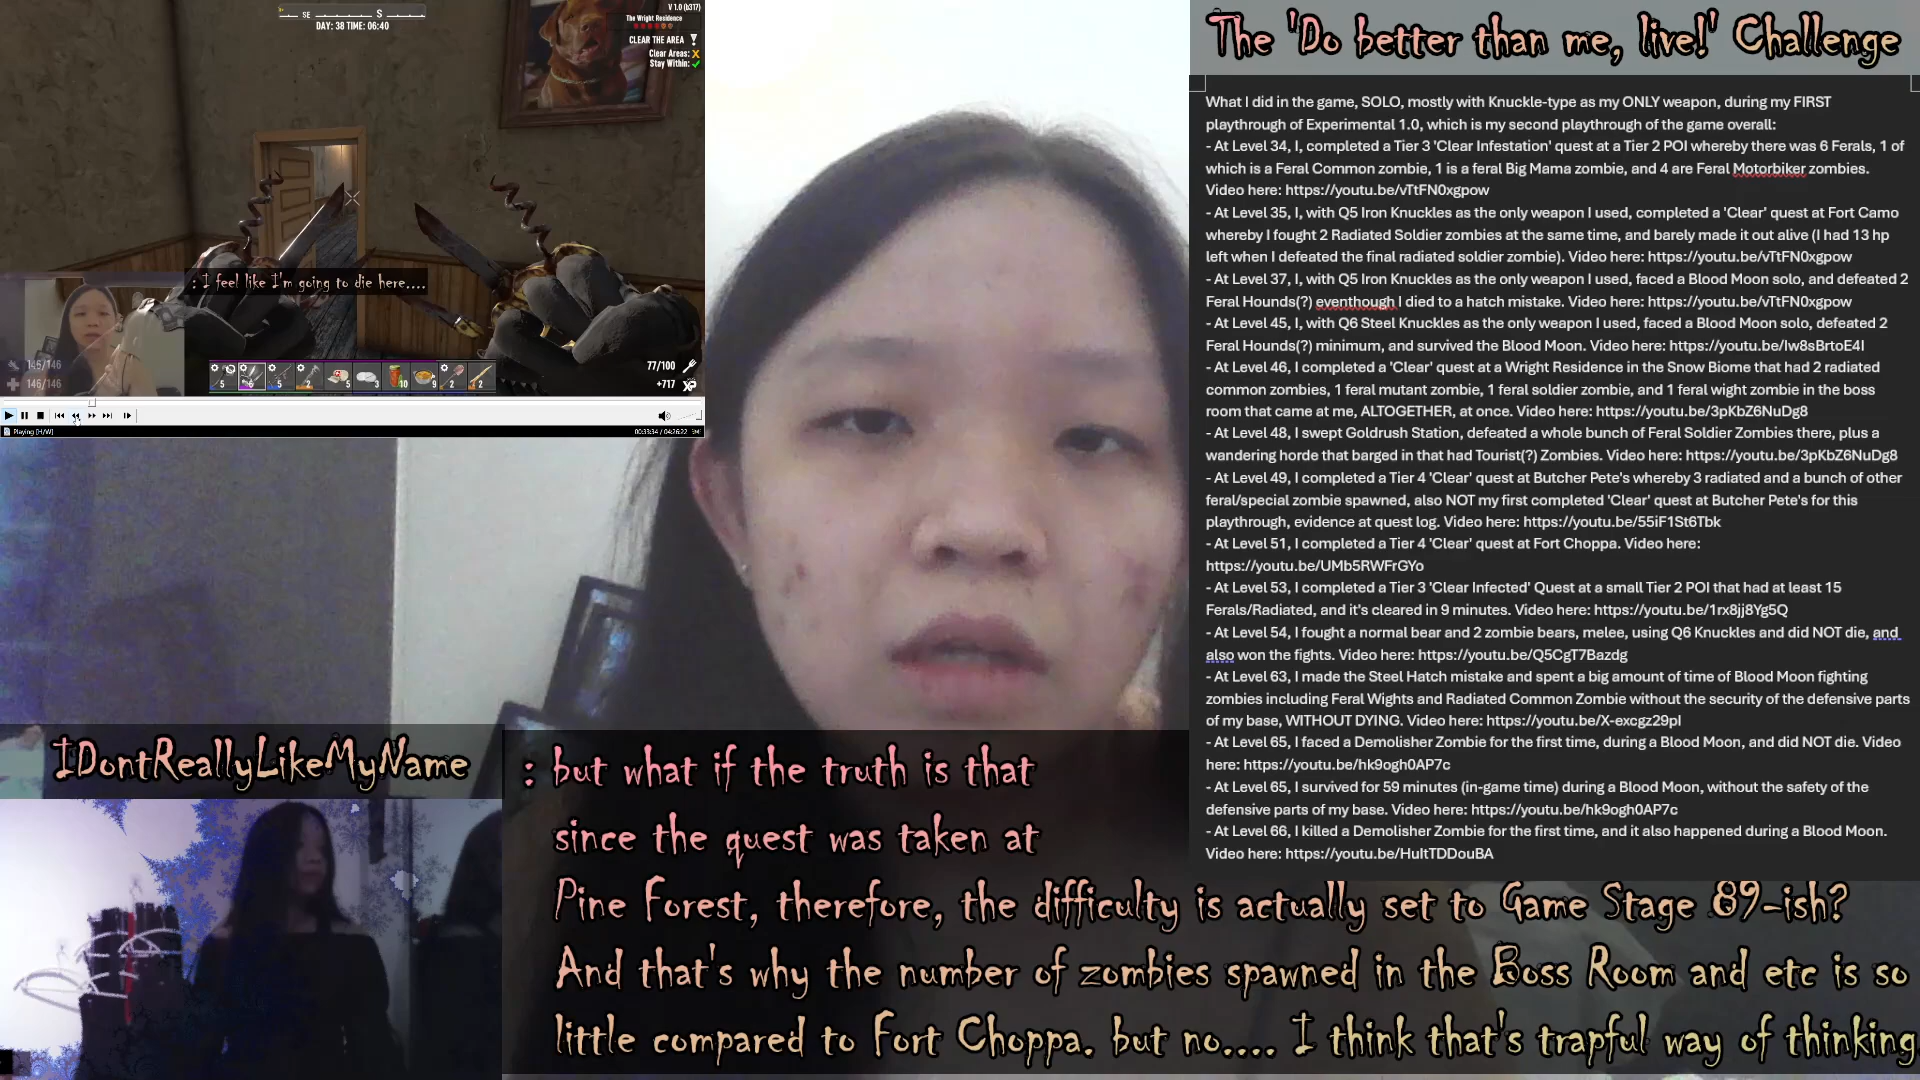 SE S
DAY: 38 TIME: 06:40
V 1.0 (b317)
The Wright Residence
CLEAR THE AREA
Clear Areas: X
Stay Within: ✓
: I feel like I'm going to die here....
146/146
77/100
+717 XP
5 6 5 2 5 3 10 9 2 2
Playing [H/W]
00:33:34 / 04:26:22
The 'Do better than me, live!' Challenge
What I did in the game, SOLO, mostly with Knuckle-type as my ONLY weapon, during my FIRST
playthrough of Experimental 1.0, which is my second playthrough of the game overall:
- At Level 34, I, completed a Tier 3 'Clear Infestation' quest at a Tier 2 POI whereby there was 6 Ferals, 1 of
which is a Feral Common zombie, 1 is a feral Big Mama zombie, and 4 are Feral Motorbiker zombies.
Video here: https://youtu.be/vTtFN0xgpow
- At Level 35, I, with Q5 Iron Knuckles as the only weapon I used, completed a 'Clear' quest at Fort Camo
whereby I fought 2 Radiated Soldier zombies at the same time, and barely made it out alive (I had 13 hp
left when I defeated the final radiated soldier zombie). Video here: https://youtu.be/vTtFN0xgpow
- At Level 37, I, with Q5 Iron Knuckles as the only weapon I used, faced a Blood Moon solo, and defeated 2
Feral Hounds(?) eventhough I died to a hatch mistake. Video here: https://youtu.be/vTtFN0xgpow
- At Level 45, I, with Q6 Steel Knuckles as the only weapon I used, faced a Blood Moon solo, defeated 2
Feral Hounds(?) minimum, and survived the Blood Moon. Video here: https://youtu.be/Iw8sBrtoE4I
- At Level 46, I completed a 'Clear' quest at a Wright Residence in the Snow Biome that had 2 radiated
common zombies, 1 feral mutant zombie, 1 feral soldier zombie, and 1 feral wight zombie in the boss
room that came at me, ALTOGETHER, at once. Video here: https://youtu.be/3pKbZ6NuDg8
- At Level 48, I swept Goldrush Station, defeated a whole bunch of Feral Soldier Zombies there, plus a
wandering horde that barged in that had Tourist(?) Zombies. Video here: https://youtu.be/3pKbZ6NuDg8
- At Level 49, I completed a Tier 4 'Clear' quest at Butcher Pete's whereby 3 radiated and a bunch of other
feral/special zombie spawned, also NOT my first completed 'Clear' quest at Butcher Pete's for this
playthrough, evidence at quest log. Video here: https://youtu.be/55iF1St6Tbk
- At Level 51, I completed a Tier 4 'Clear' quest at Fort Choppa. Video here:
https://youtu.be/UMb5RWFrGYo
- At Level 53, I completed a Tier 3 'Clear Infected' Quest at a small Tier 2 POI that had at least 15
Ferals/Radiated, and it's cleared in 9 minutes. Video here: https://youtu.be/1rx8jj8Yg5Q
- At Level 54, I fought a normal bear and 2 zombie bears, melee, using Q6 Knuckles and did NOT die, and
also won the fights. Video here: https://youtu.be/Q5CgT7Bazdg
- At Level 63, I made the Steel Hatch mistake and spent a big amount of time of Blood Moon fighting
zombies including Feral Wights and Radiated Common Zombie without the security of the defensive parts
of my base, WITHOUT DYING. Video here: https://youtu.be/X-excgz29pI
- At Level 65, I faced a Demolisher Zombie for the first time, during a Blood Moon, and did NOT die. Video
here: https://youtu.be/hk9ogh0AP7c
- At Level 65, I survived for 59 minutes (in-game time) during a Blood Moon, without the safety of the
defensive parts of my base. Video here: https://youtu.be/hk9ogh0AP7c
- At Level 66, I killed a Demolisher Zombie for the first time, and it also happened during a Blood Moon.
Video here: https://youtu.be/HuItTDDouBA
IDontReallyLikeMyName
: but what if the truth is that
since the quest was taken at
Pine Forest, therefore, the difficulty is actually set to Game Stage 89-ish?
And that's why the number of zombies spawned in the Boss Room and etc is so
little compared to Fort Choppa. but no.... I think that's trapful way of thinking